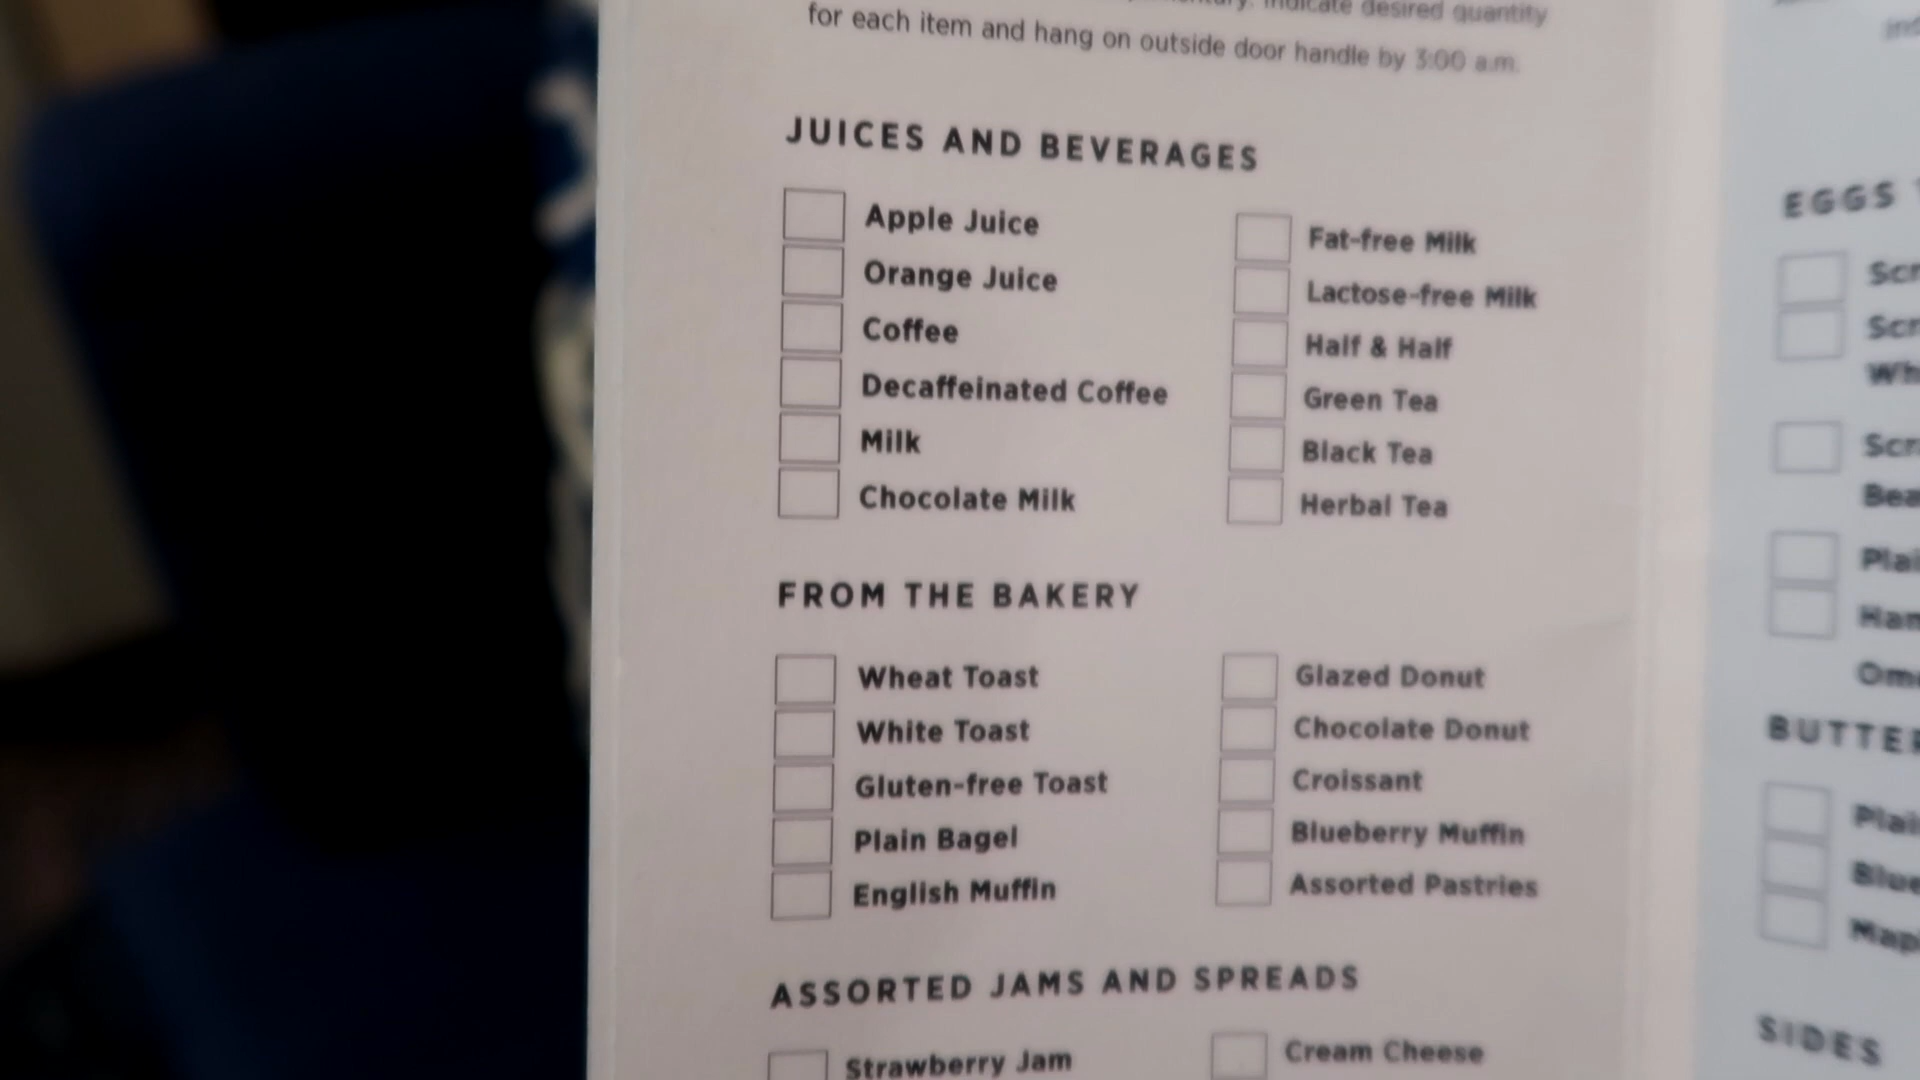 Indicate desired quantity
for each item and hang on outside door handle by 3:00 a.m.
JUICES AND BEVERAGES
Apple Juice
Orange Juice
Coffee
Decaffeinated Coffee
Milk
Chocolate Milk
Fat-free Milk
Lactose-free Milk
Half & Half
Green Tea
Black Tea
Herbal Tea
FROM THE BAKERY
Wheat Toast
White Toast
Gluten-free Toast
Plain Bagel
English Muffin
Glazed Donut
Chocolate Donut
Croissant
Blueberry Muffin
Assorted Pastries
ASSORTED JAMS AND SPREADS
Strawberry Jam
Cream Cheese
EGGS
SIDES